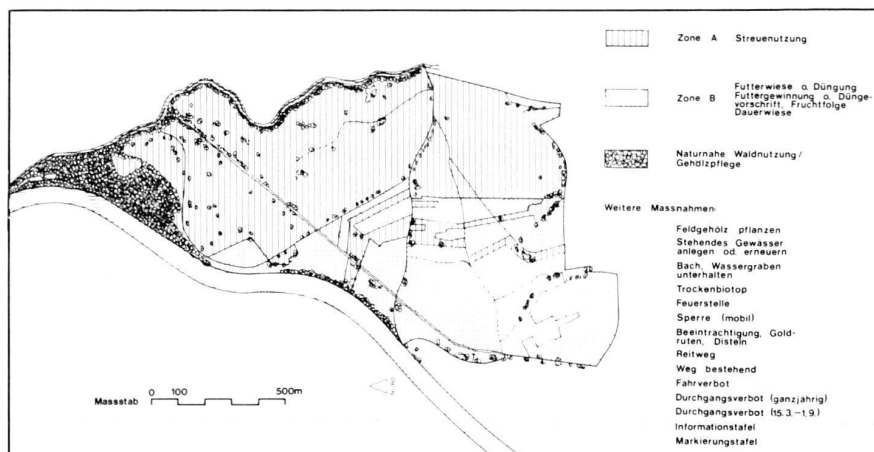 Zone A Streuenutzung
Zone B Futterwiese o. Düngung
Futtergewinnung o. Dünge-
vorschrift, Fruchtfolge
Dauerwiese
Naturnahe Waldnutzung/
Gehölzpflege
Weitere Massnahmen:
Feldgehölz pflanzen
Stehendes Gewässer
anlegen od. erneuern
Bach, Wassergraben
unterhalten
Trockenbiotop
Feuerstelle
Sperre (mobil)
Beeinträchtigung, Gold-
ruten, Disteln
Reitweg
Weg bestehend
Fahrverbot
Durchgangsverbot (ganzjährig)
Durchgangsverbot (15.3.–1.9.)
Informationstafel
Markierungstafel
Massstab 0 100 500m